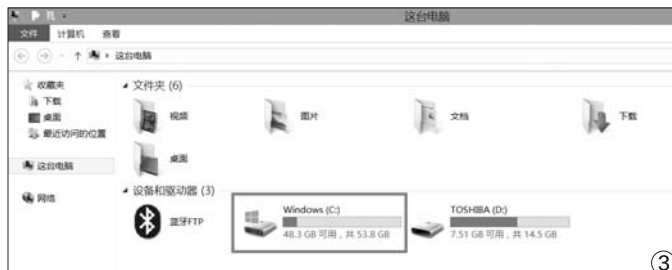 这台电脑
文件 计算机 查看
这台电脑
收藏夹
下载
桌面
最近访问的位置
这台电脑
网络
文件夹 (6)
视频 图片 文档 下载
桌面
设备和驱动器 (3)
蓝牙FTP
Windows (C:)
48.3 GB 可用，共 53.8 GB
TOSHIBA (D:)
7.51 GB 可用，共 14.5 GB
③